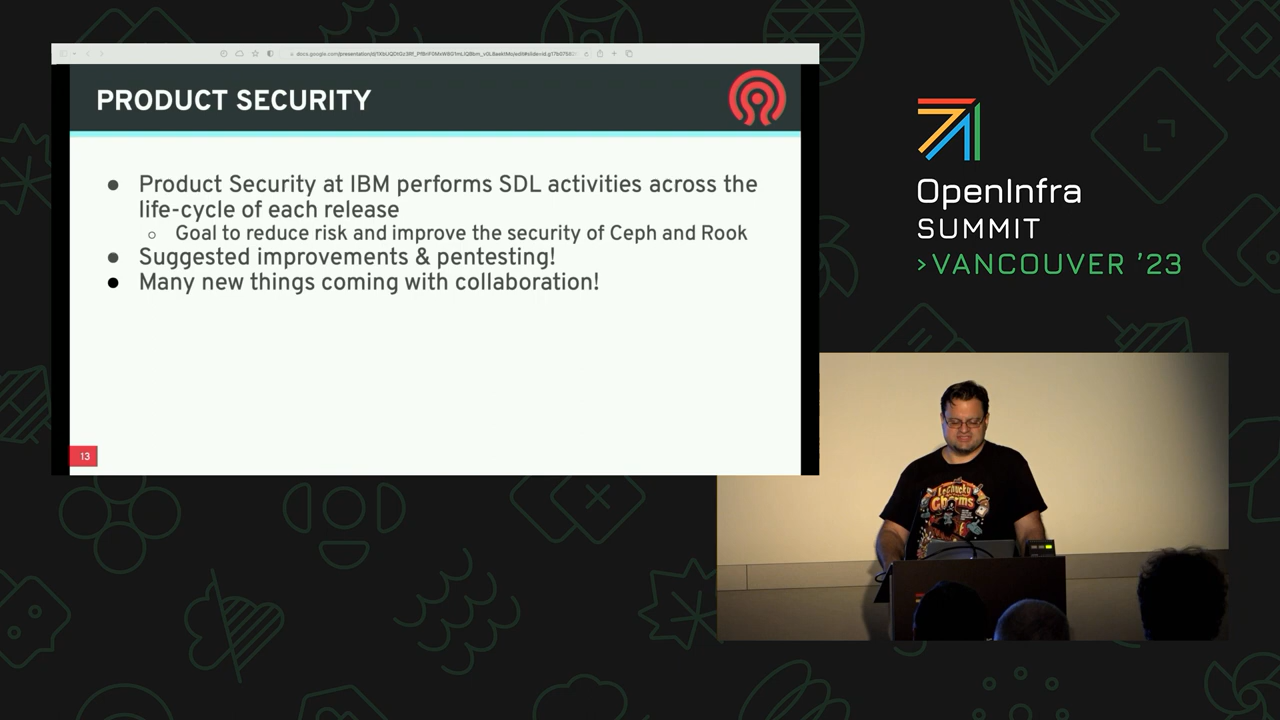 PRODUCT SECURITY
● Product Security at IBM performs SDL activities across the
life-cycle of each release
○ Goal to reduce risk and improve the security of Ceph and Rook
● Suggested improvements & pentesting!
● Many new things coming with collaboration!
13
OpenInfra
SUMMIT
>VANCOUVER '23
Charms